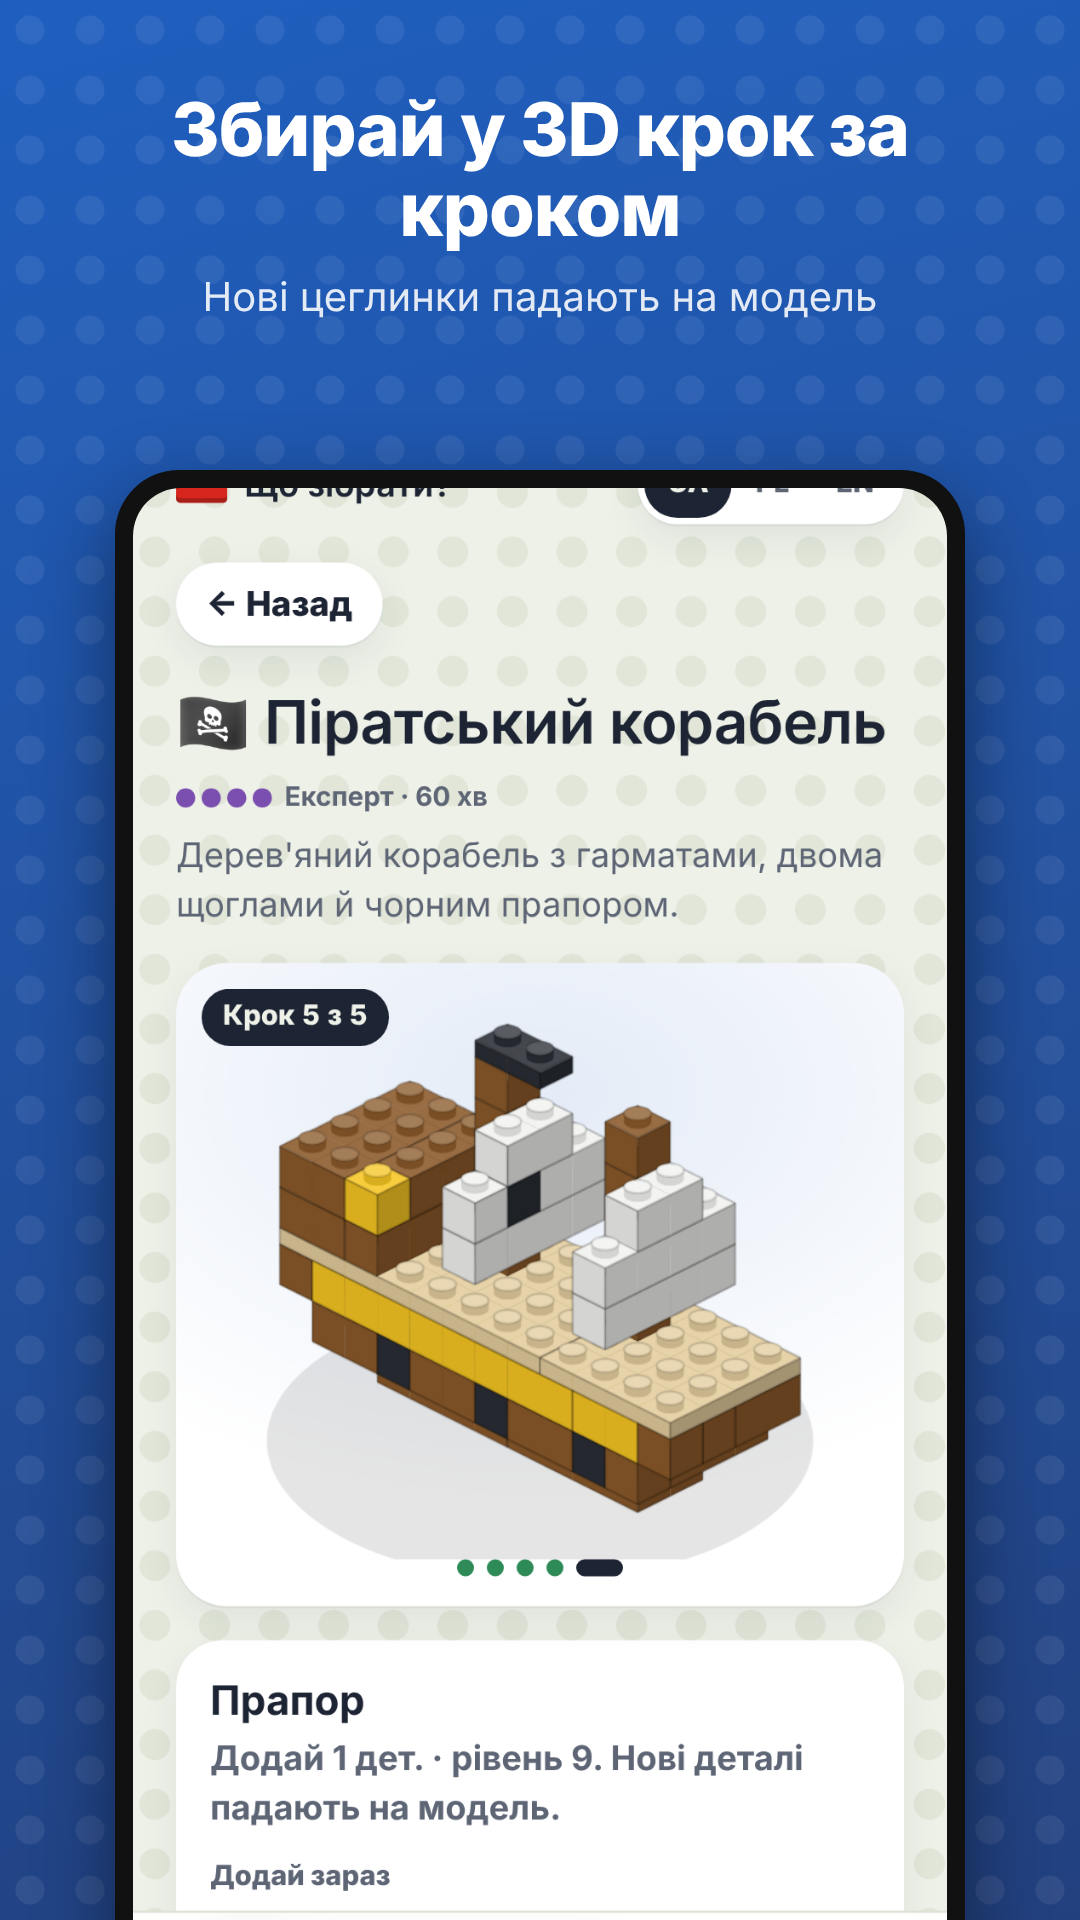 Збирай у 3D крок за
кроком
Нові цеглинки падають на модель
Що зібрати?
← Назад
Піратський корабель
Експерт · 60 хв
Дерев'яний корабель з гарматами, двома
щоглами й чорним прапором.
Крок 5 з 5
Прапор
Додай 1 дет. · рівень 9. Нові деталі
падають на модель.
Додай зараз